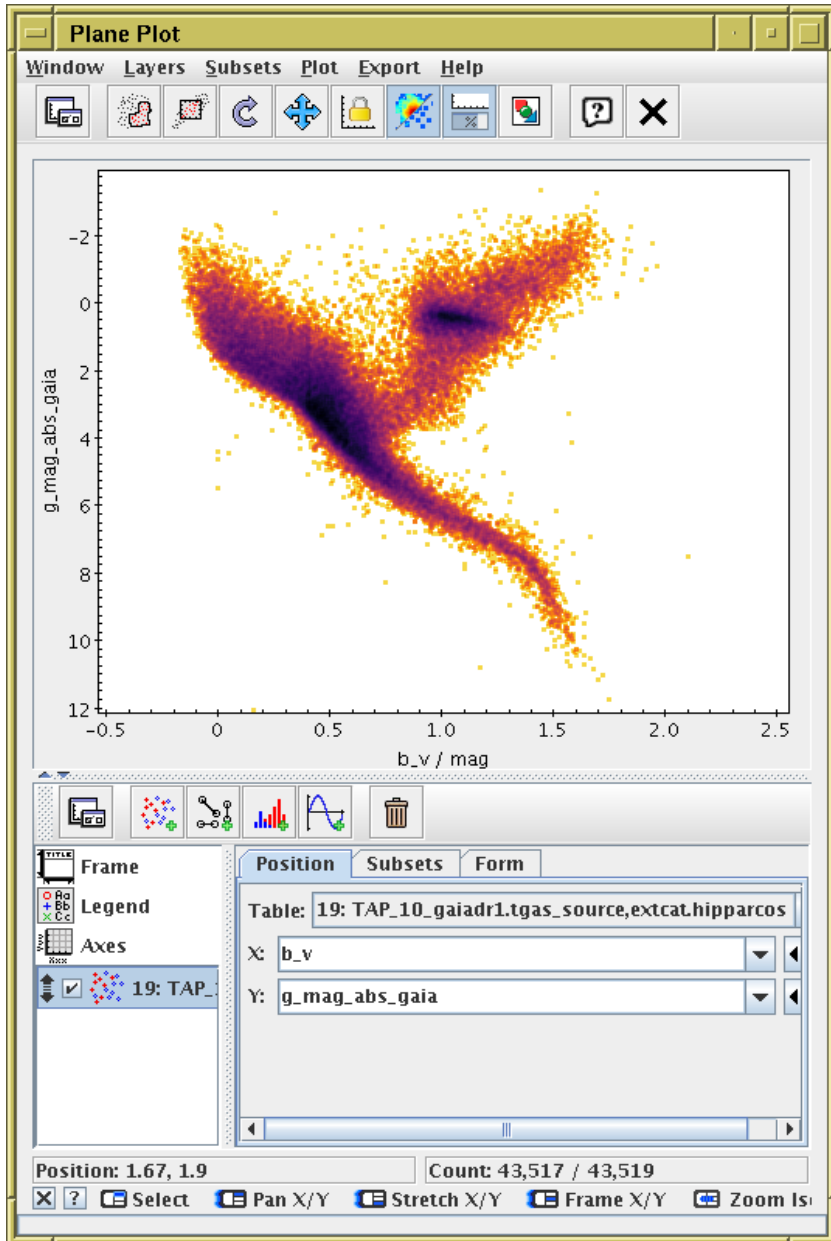 Plane Plot
Window Layers Subsets Plot Export Help
-2
0
2
4
6
8
10
12
g_mag_abs_gaia
-0.5 0 0.5 1.0 1.5 2.0 2.5
b_v / mag
Frame
Legend
Axes
19: TAP_
Position Subsets Form
Table: 19: TAP_10_gaiadr1.tgas_source,extcat.hipparcos
X: b_v
Y: g_mag_abs_gaia
Position: 1.67, 1.9 Count: 43,517 / 43,519
Select Pan X/Y Stretch X/Y Frame X/Y Zoom Is